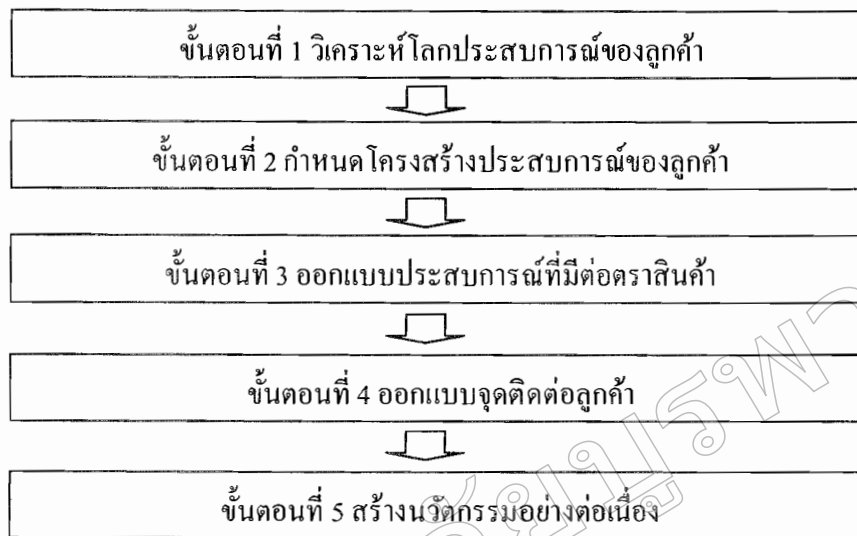 ขั้นตอนที่ 1 วิเคราะห์โลกประสบการณ์ของลูกค้า
ขั้นตอนที่ 2 กำหนดโครงสร้างประสบการณ์ของลูกค้า
ขั้นตอนที่ 3 ออกแบบประสบการณ์ที่มีต่อตราสินค้า
ขั้นตอนที่ 4 ออกแบบจุดติดต่อลูกค้า
ขั้นตอนที่ 5 สร้างนวัตกรรมอย่างต่อเนื่อง